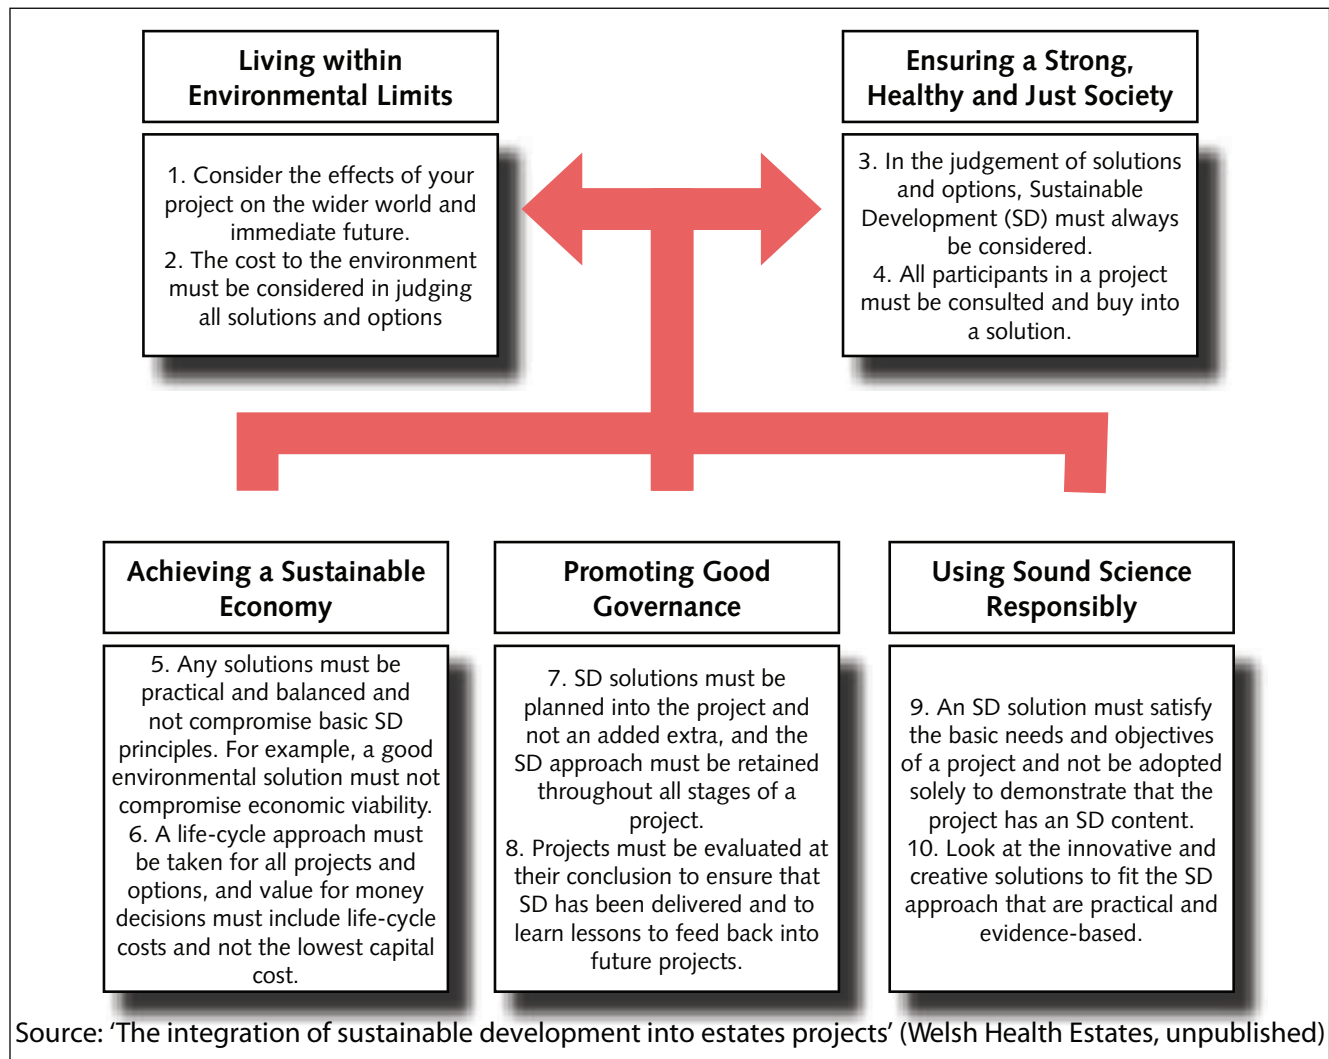 Living within
Environmental Limits
1. Consider the effects of your
project on the wider world and
immediate future.
2. The cost to the environment
must be considered in judging
all solutions and options
Ensuring a Strong,
Healthy and Just Society
3. In the judgement of solutions
and options, Sustainable
Development (SD) must always
be considered.
4. All participants in a project
must be consulted and buy into
a solution.
Achieving a Sustainable
Economy
5. Any solutions must be
practical and balanced and
not compromise basic SD
principles. For example, a good
environmental solution must not
compromise economic viability.
6. A life-cycle approach must
be taken for all projects and
options, and value for money
decisions must include life-cycle
costs and not the lowest capital
cost.
Promoting Good
Governance
7. SD solutions must be
planned into the project and
not an added extra, and the
SD approach must be retained
throughout all stages of a
project.
8. Projects must be evaluated at
their conclusion to ensure that
SD has been delivered and to
learn lessons to feed back into
future projects.
Using Sound Science
Responsibly
9. An SD solution must satisfy
the basic needs and objectives
of a project and not be adopted
solely to demonstrate that the
project has an SD content.
10. Look at the innovative and
creative solutions to fit the SD
approach that are practical and
evidence-based.
Source: ‘The integration of sustainable development into estates projects’ (Welsh Health Estates, unpublished)